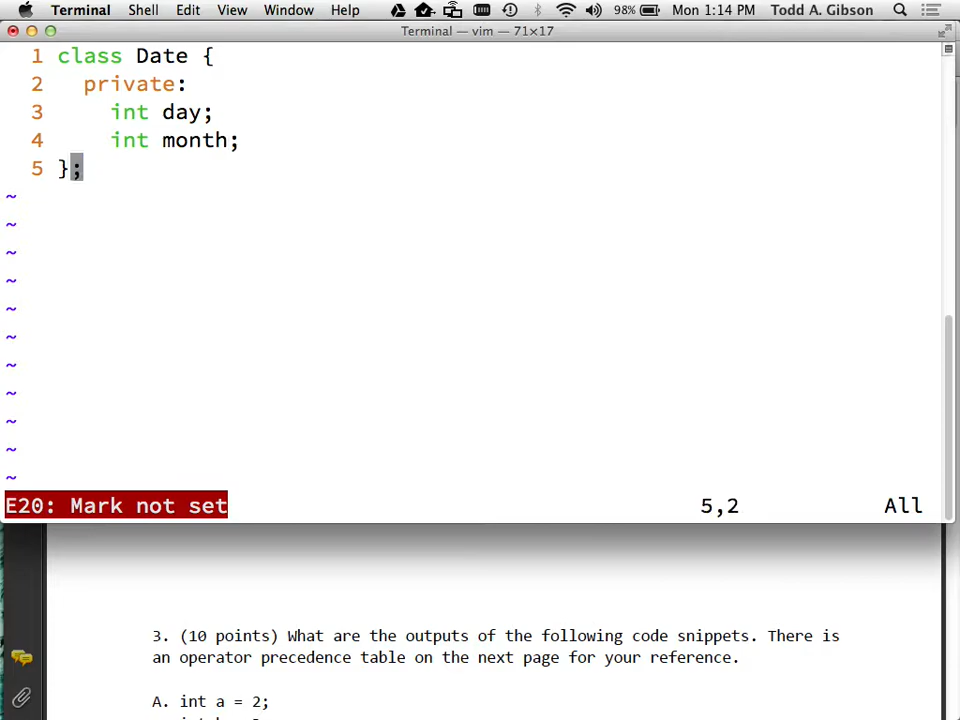 Terminal Shell Edit View Window Help 98% Mon 1:14 PM Todd A. Gibson
Terminal — vim — 71×17
1 class Date {
2   private:
3     int day;
4     int month;
5 };
~
~
~
~
~
~
~
~
~
~
~
E20: Mark not set 5,2 All
3. (10 points) What are the outputs of the following code snippets. There is
an operator precedence table on the next page for your reference.
A. int a = 2;